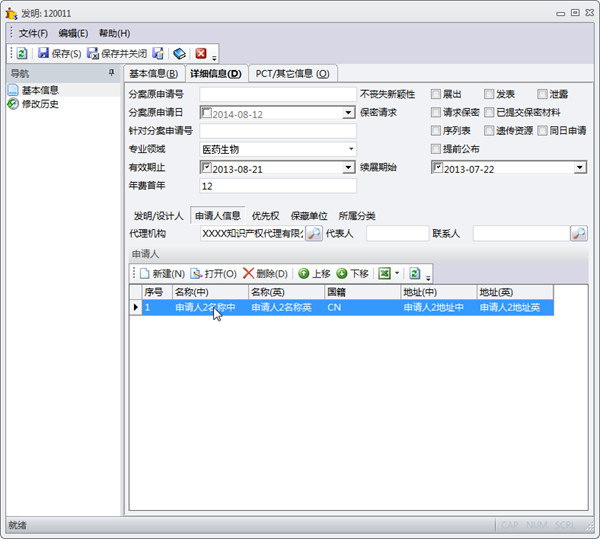 发明: 120011
文件(F) 编辑(E) 帮助(H)
保存(S) 保存并关闭
导航
基本信息
修改历史
基本信息(B) 详细信息(D) PCT/其它信息 (O)
分案原申请号 不丧失新颖性 展出 发表 泄露
分案原申请日 2014-08-12 保密请求 请求保密 已提交保密材料
针对分案申请号 序列表 遗传资源 同日申请
专业领域 医药生物 提前公布
有效期止 2013-08-21 续展期始 2013-07-22
年费首年 12
发明/设计人 申请人信息 优先权 保藏单位 所属分类
代理机构 XXXX知识产权代理有限 代表人 联系人
申请人
新建(N) 打开(O) 删除(D) 上移 下移
序号 名称(中) 名称(英) 国籍 地址(中) 地址(英)
1 申请人2名称中 申请人2名称英 CN 申请人2地址中 申请人2地址英
就绪 CAP NUM SCRL